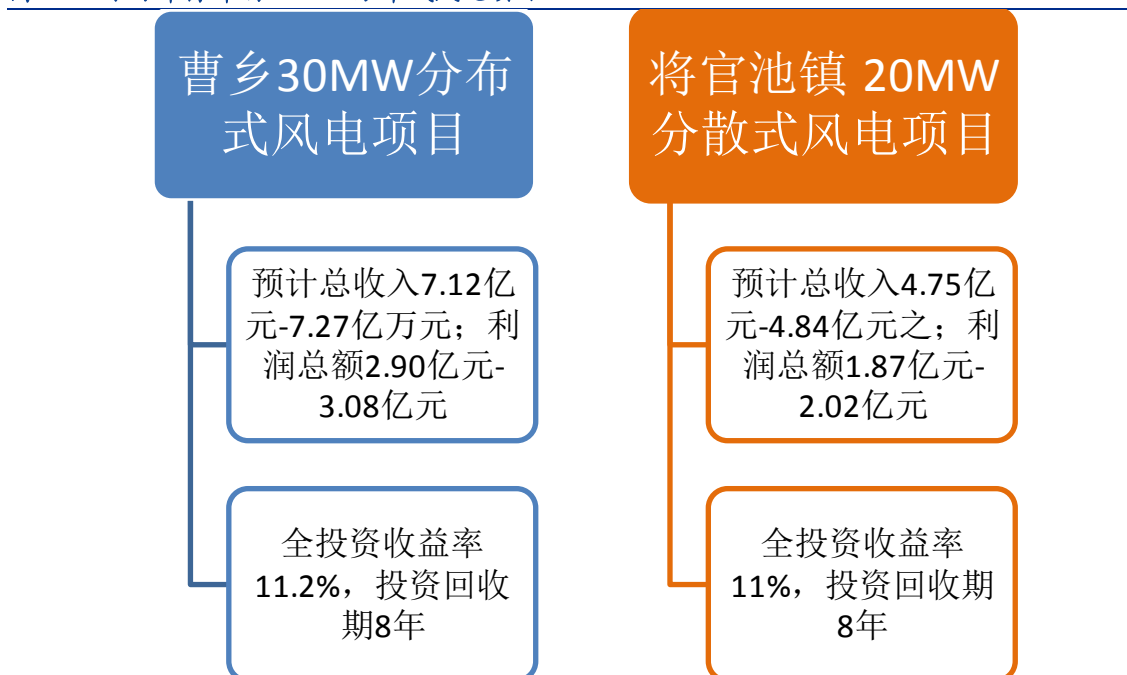 曹乡30MW分布
式风电项目
预计总收入7.12亿
元-7.27亿万元；利
润总额2.90亿元-
3.08亿元
全投资收益率
11.2%，投资回收
期8年
将官池镇 20MW
分散式风电项目
预计总收入4.75亿
元-4.84亿元之；利
润总额1.87亿元-
2.02亿元
全投资收益率
11%，投资回收期
8年